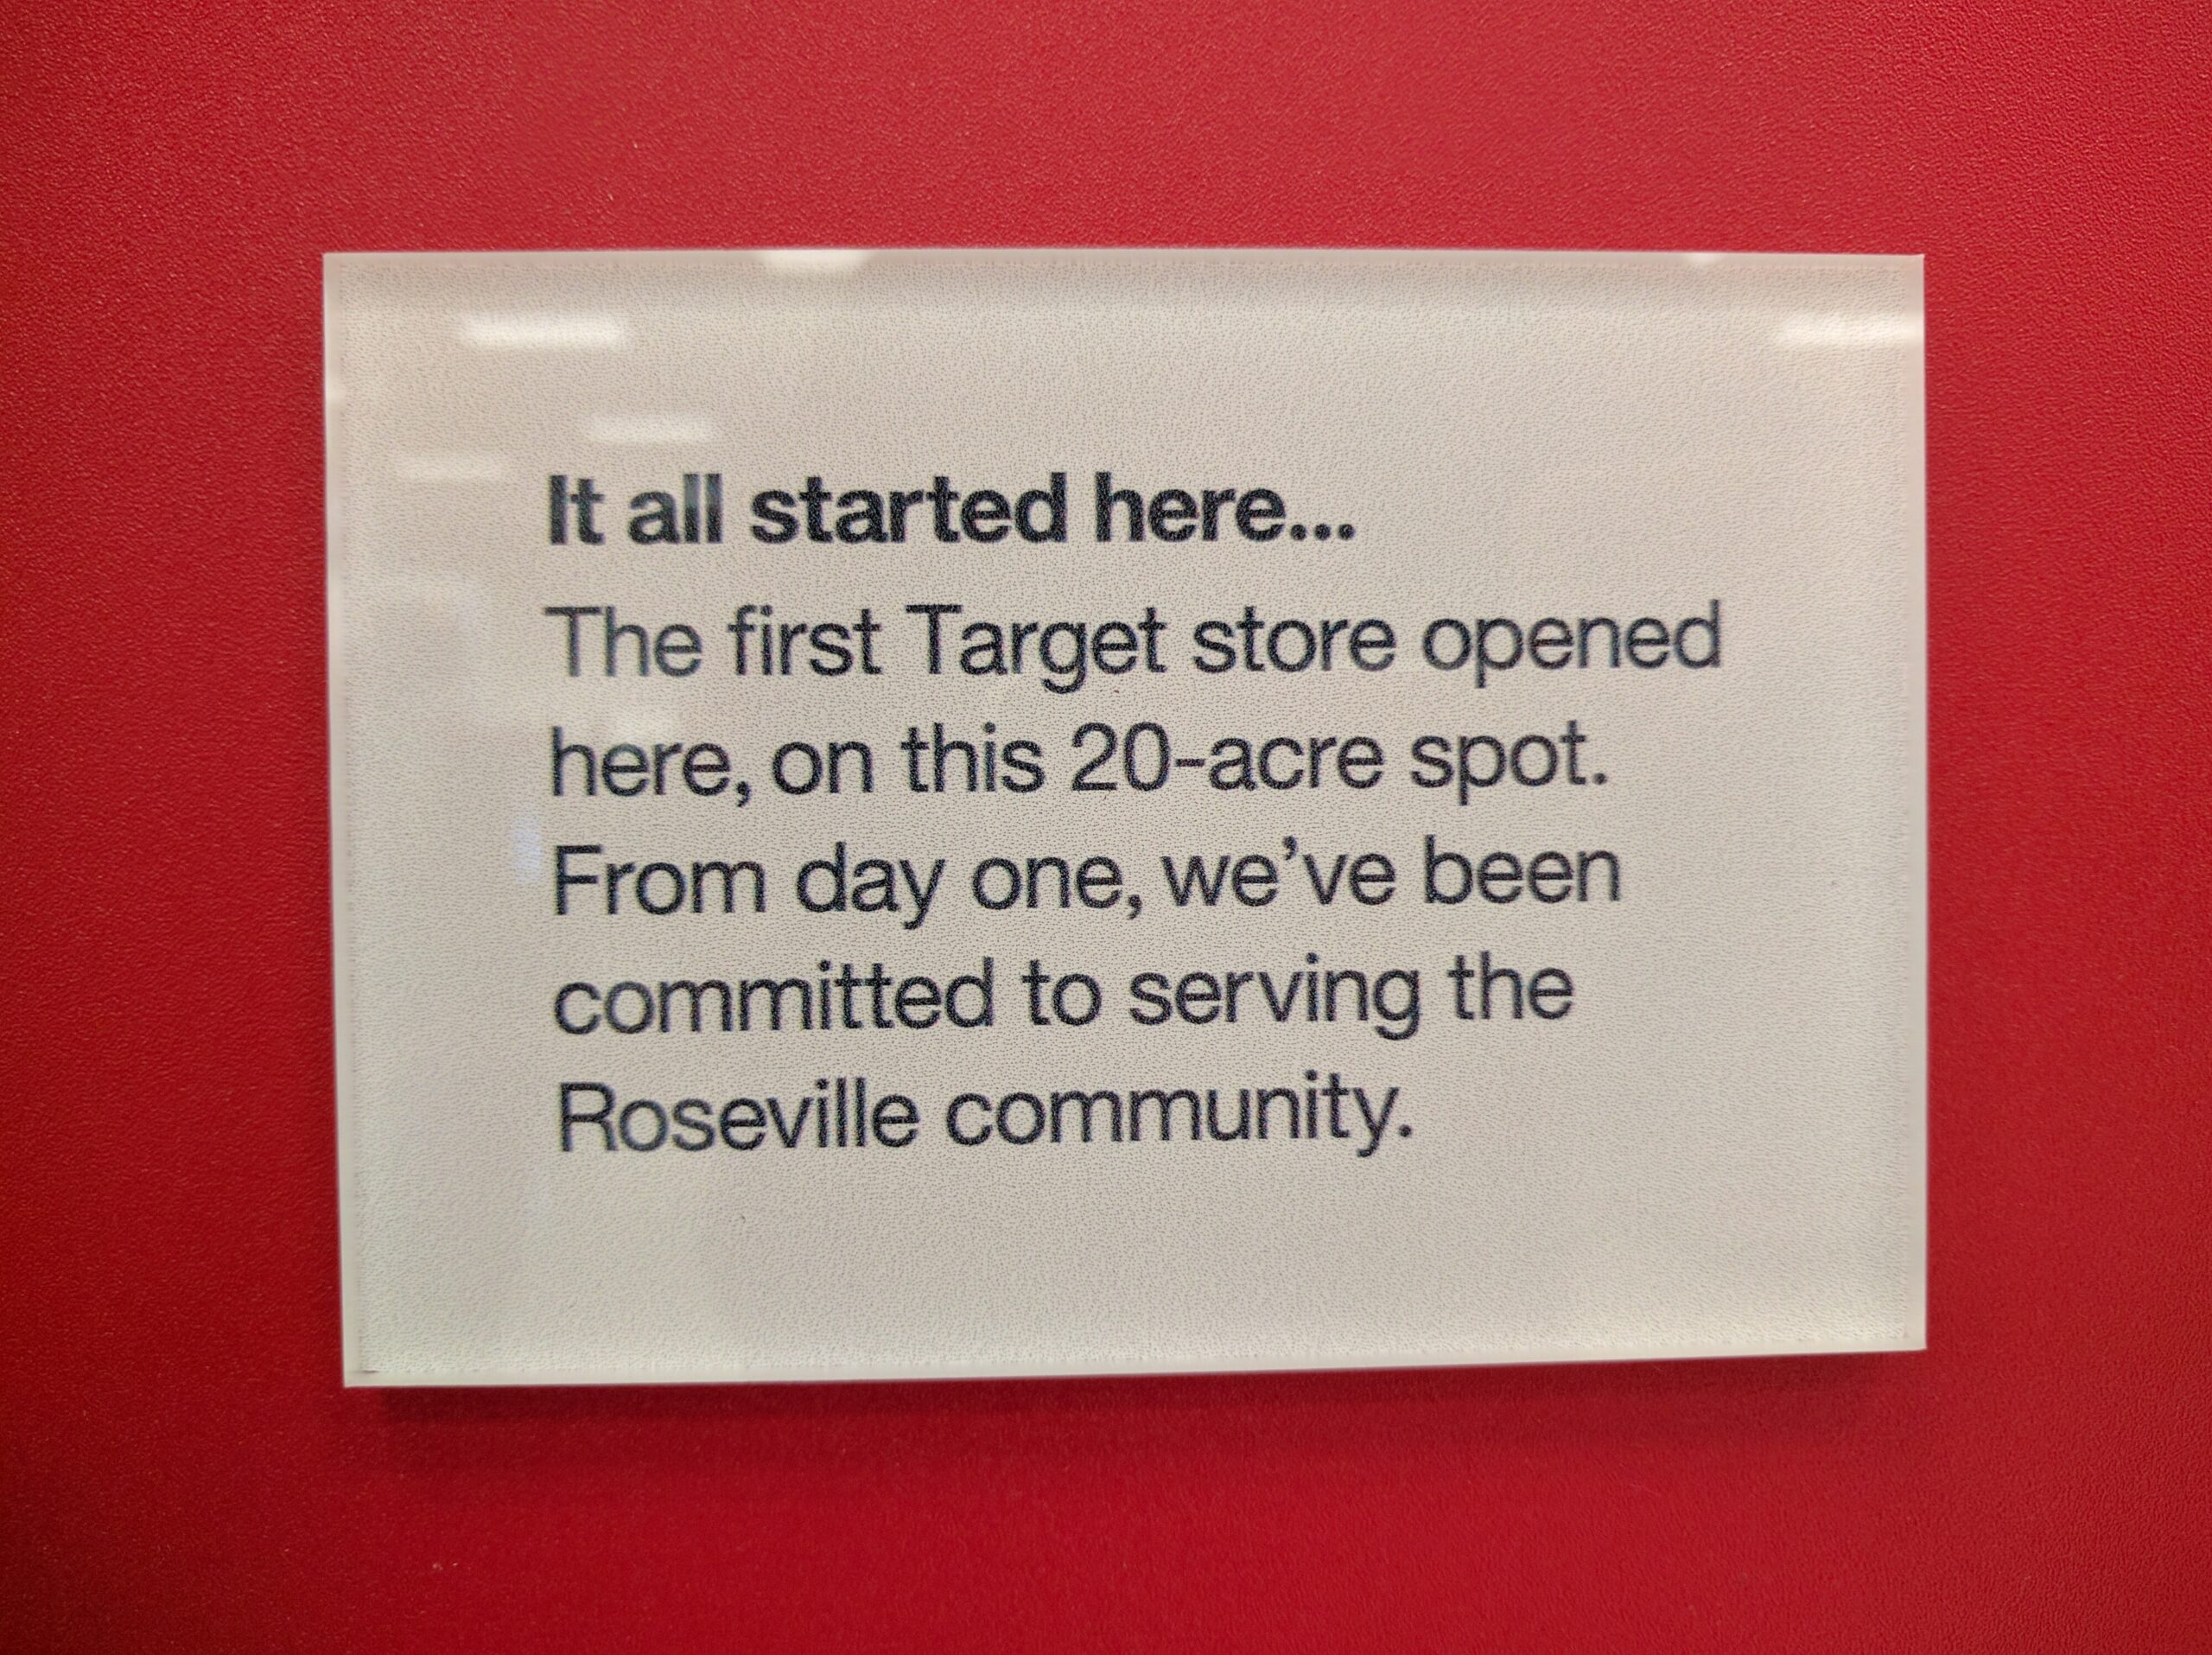 It all started here...
The first Target store opened
here, on this 20-acre spot.
From day one, we’ve been
committed to serving the
Roseville community.